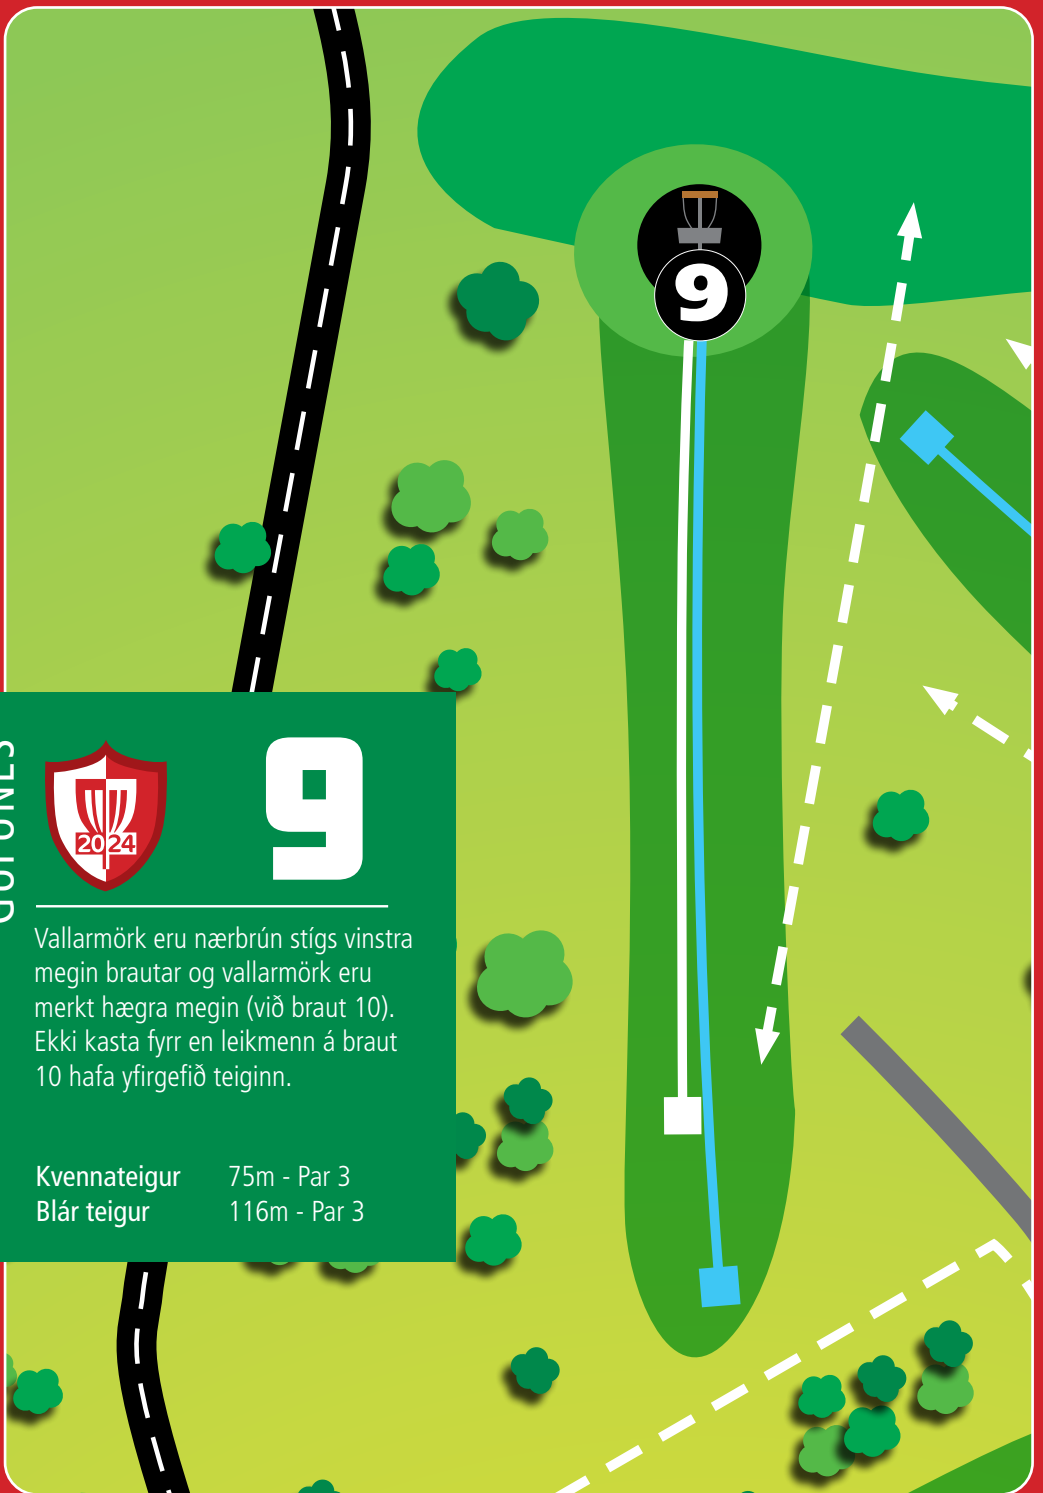 9
GUFUNES
2024
9
Vallarmörk eru nærbrún stígs vinstra
megin brautar og vallarmörk eru
merkt hægra megin (við braut 10).
Ekki kasta fyrr en leikmenn á braut
10 hafa yfirgefið teiginn.
Kvennateigur 75m - Par 3
Blár teigur 116m - Par 3